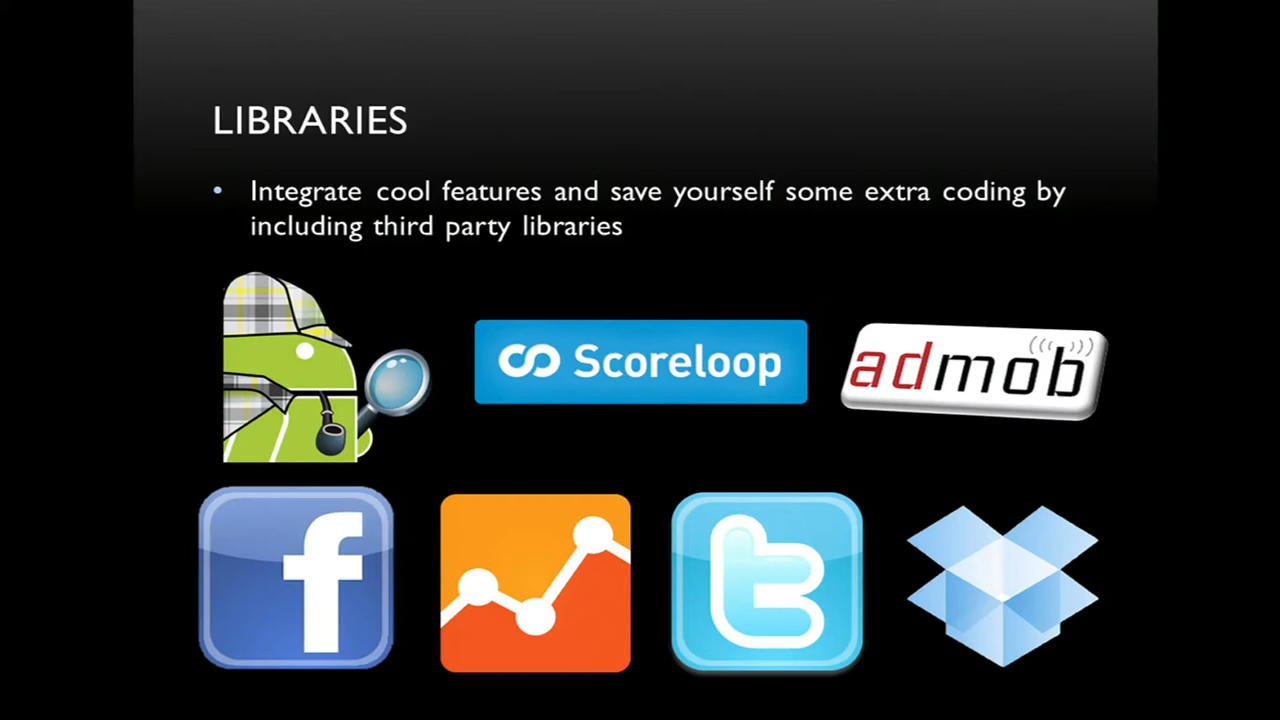 LIBRARIES
• Integrate cool features and save yourself some extra coding by
including third party libraries
Scoreloop
admob
f
t